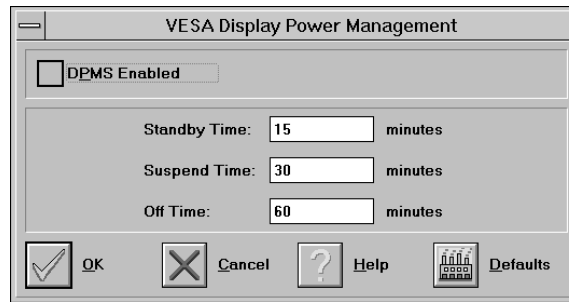 VESA Display Power Management
DPMS Enabled
Standby Time: 15 minutes
Suspend Time: 30 minutes
Off Time: 60 minutes
OK Cancel Help Defaults